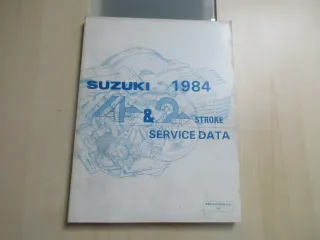 SUZUKI 1984
4 & 2 STROKE
SERVICE DATA